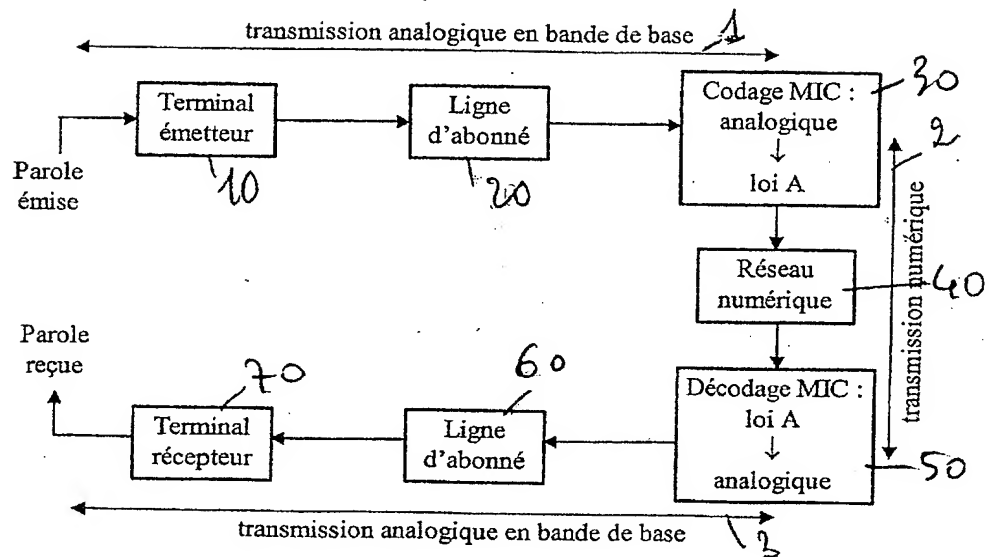 transmission analogique en bande de base 1
Terminal
émetteur
10
Ligne
d'abonné
20
Codage MIC :
analogique
↓
loi A
30
2
Parole
émise
transmission numérique
Réseau
numérique
40
Parole
reçue
Décodage MIC :
loi A
↓
analogique
50
Ligne
d'abonné
60
Terminal
récepteur
70
transmission analogique en bande de base 3